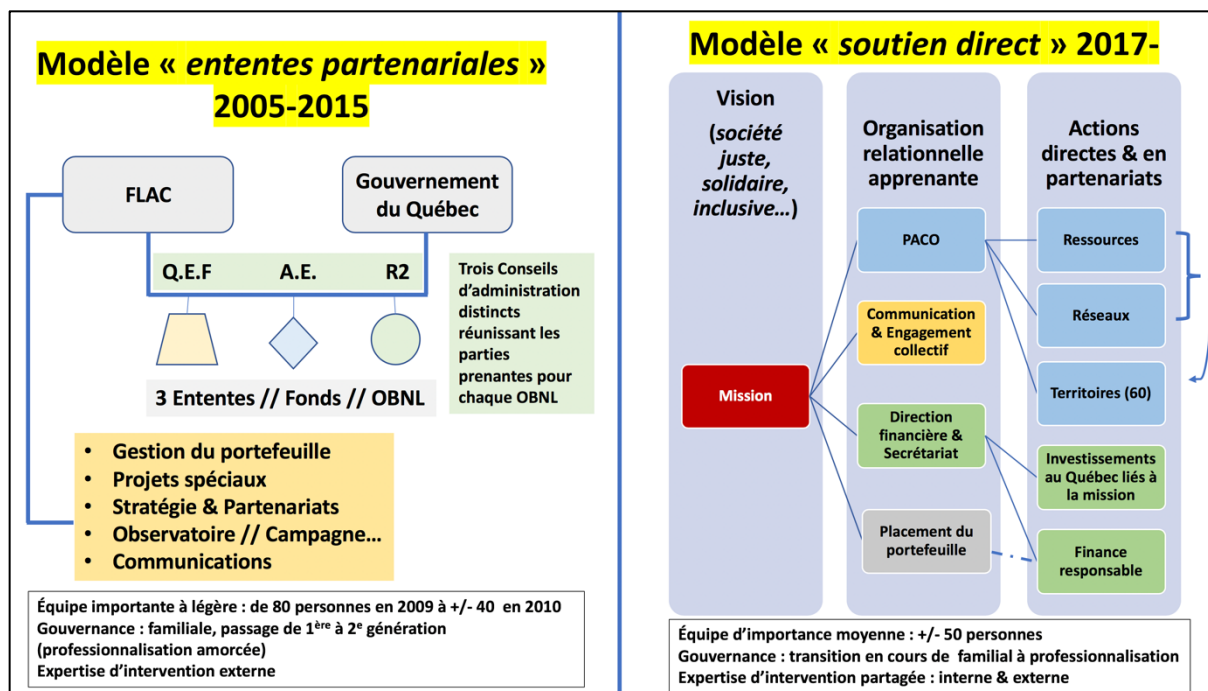 Modèle « ententes partenariales »
2005-2015
FLAC
Gouvernement
du Québec
Q.E.F
A.E.
R2
Trois Conseils
d’administration
distincts
réunissant les
parties
prenantes pour
chaque OBNL
3 Ententes // Fonds // OBNL
• Gestion du portefeuille
• Projets spéciaux
• Stratégie & Partenariats
• Observatoire // Campagne…
• Communications
Équipe importante à légère : de 80 personnes en 2009 à +/- 40 en 2010
Gouvernance : familiale, passage de 1ère à 2e génération
(professionnalisation amorcée)
Expertise d’intervention externe
Modèle « soutien direct » 2017-
Vision
(société
juste,
solidaire,
inclusive…)
Mission
Organisation
relationnelle
apprenante
PACO
Communication
& Engagement
collectif
Direction
financière &
Secrétariat
Placement du
portefeuille
Actions
directes & en
partenariats
Ressources
Réseaux
Territoires (60)
Investissements
au Québec liés à
la mission
Finance
responsable
Équipe d’importance moyenne : +/- 50 personnes
Gouvernance : transition en cours de familial à professionnalisation
Expertise d’intervention partagée : interne & externe